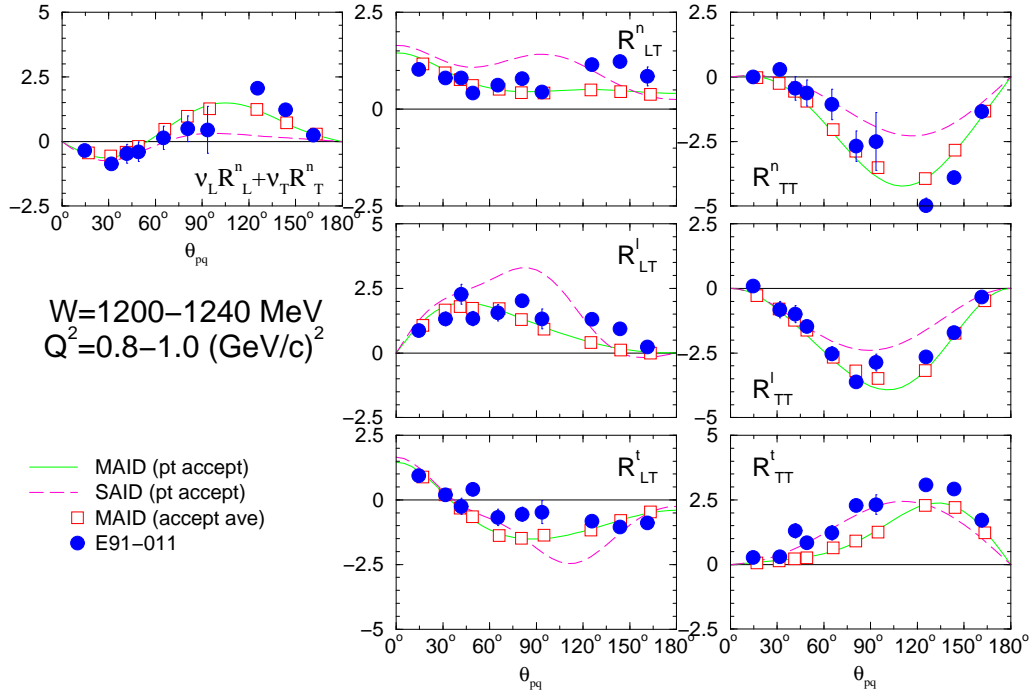 5
2.5
0
−2.5
0° 30° 60° 90° 120° 150° 180°
θpq
νLRnL+νTRnT
2.5
0
−2.5
RnLT
2.5
0
−2.5
−5
RnTT
5
2.5
0
−2.5
RlLT
0
−2.5
−5
RlTT
W=1200−1240 MeV
Q2=0.8−1.0 (GeV/c)2
MAID (pt accept)
SAID (pt accept)
MAID (accept ave)
E91−011
2.5
0
−2.5
−5
0° 30° 60° 90° 120° 150° 180°
θpq
RtLT
5
2.5
0
−2.5
0° 30° 60° 90° 120° 150° 180°
θpq
RtTT